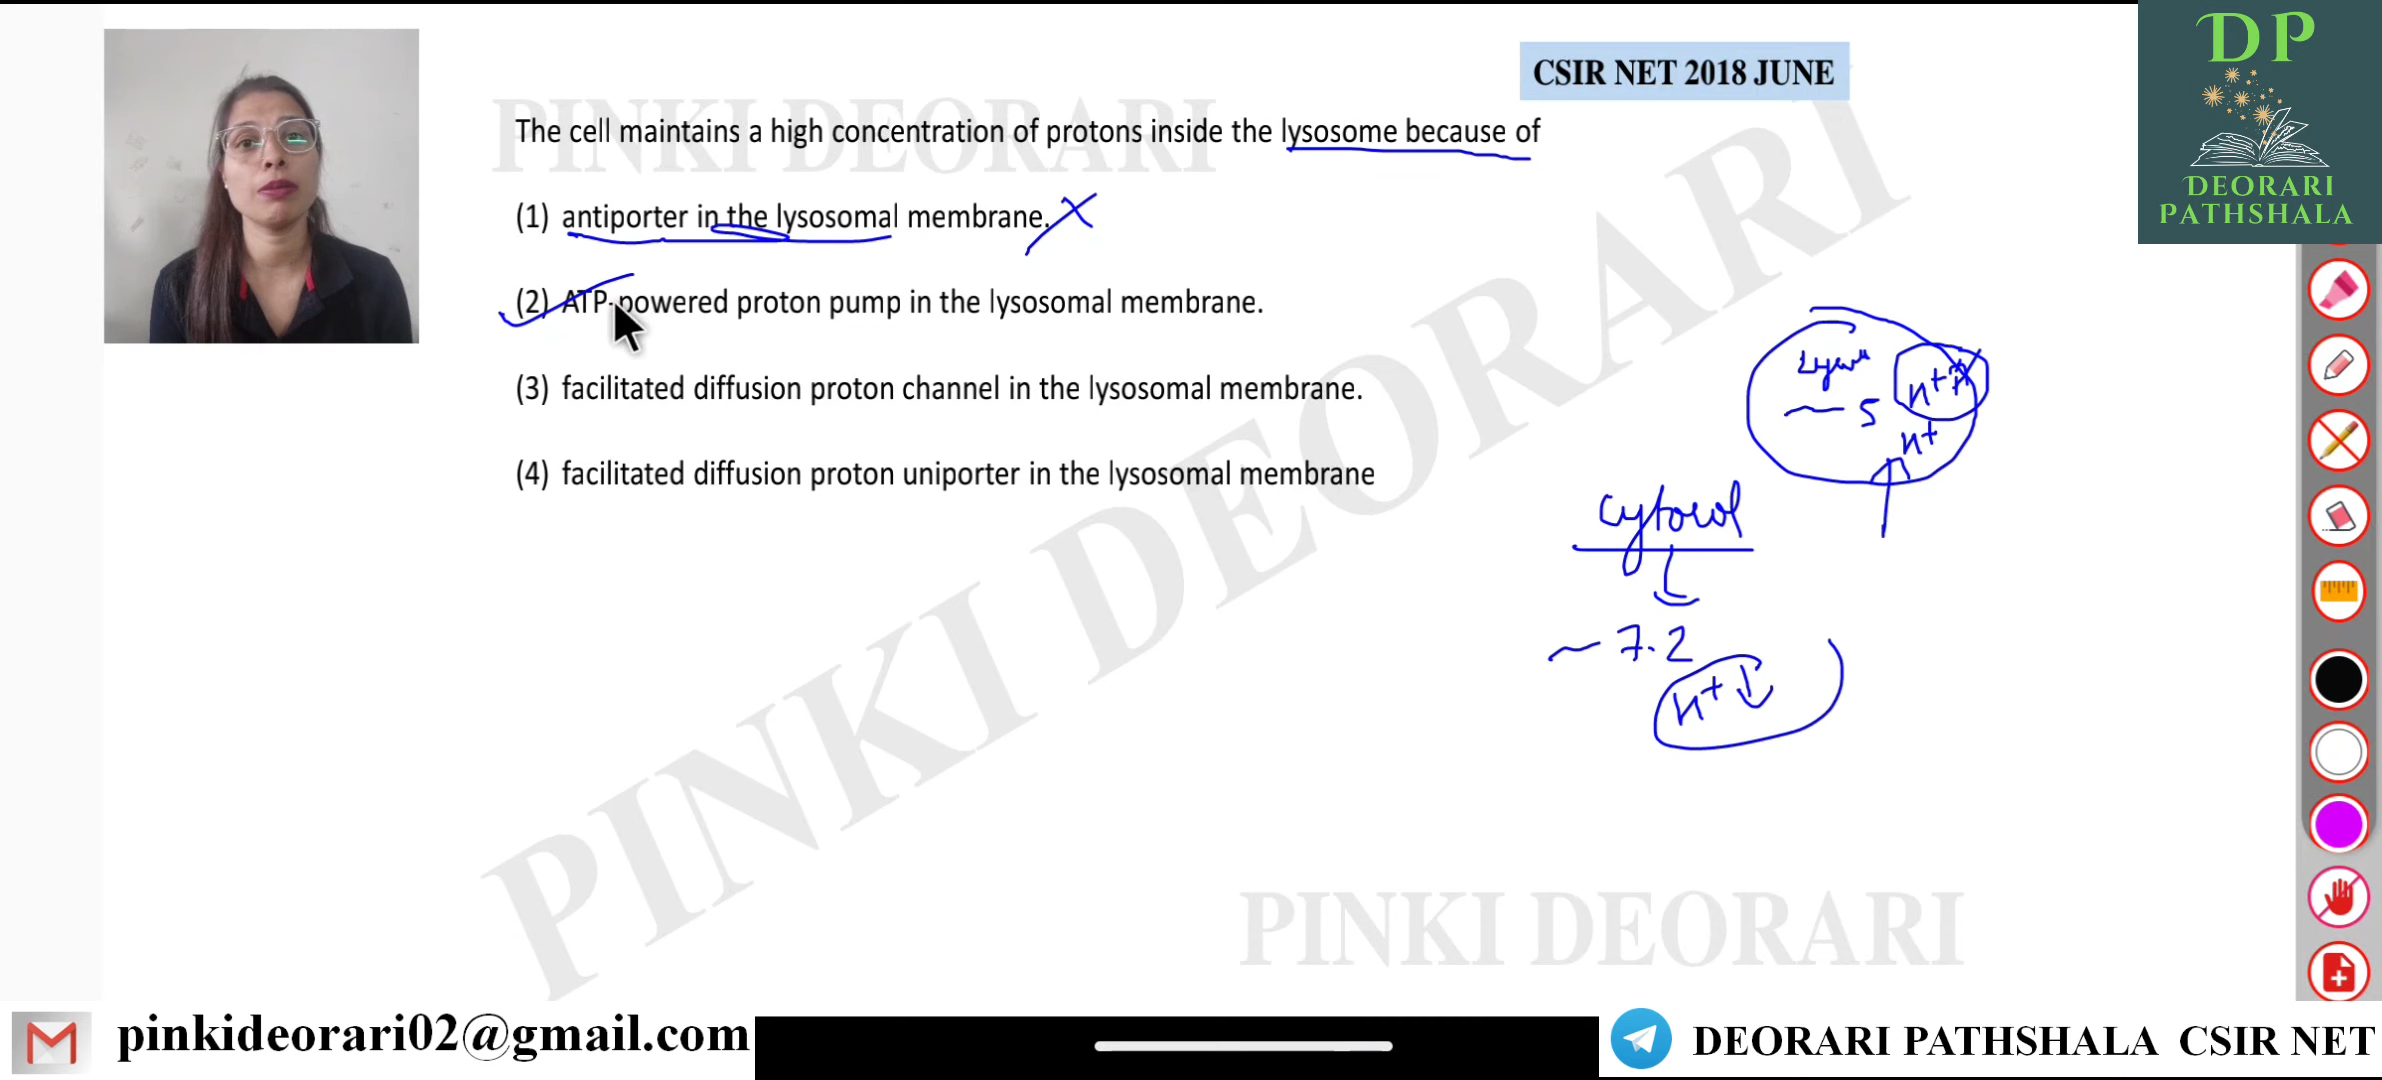 DP
DEORARI
PATHSHALA
CSIR NET 2018 JUNE
PINKI DEORARI
The cell maintains a high concentration of protons inside the lysosome because of
(1) antiporter in the lysosomal membrane.
(2) ATP-powered proton pump in the lysosomal membrane.
(3) facilitated diffusion proton channel in the lysosomal membrane.
(4) facilitated diffusion proton uniporter in the lysosomal membrane
~ 5
H+
H+
cytosol
~ 7.2
H+ ↓
PINKI DEORARI
PINKI DEORARI
pinkideorari02@gmail.com
DEORARI PATHSHALA CSIR NET